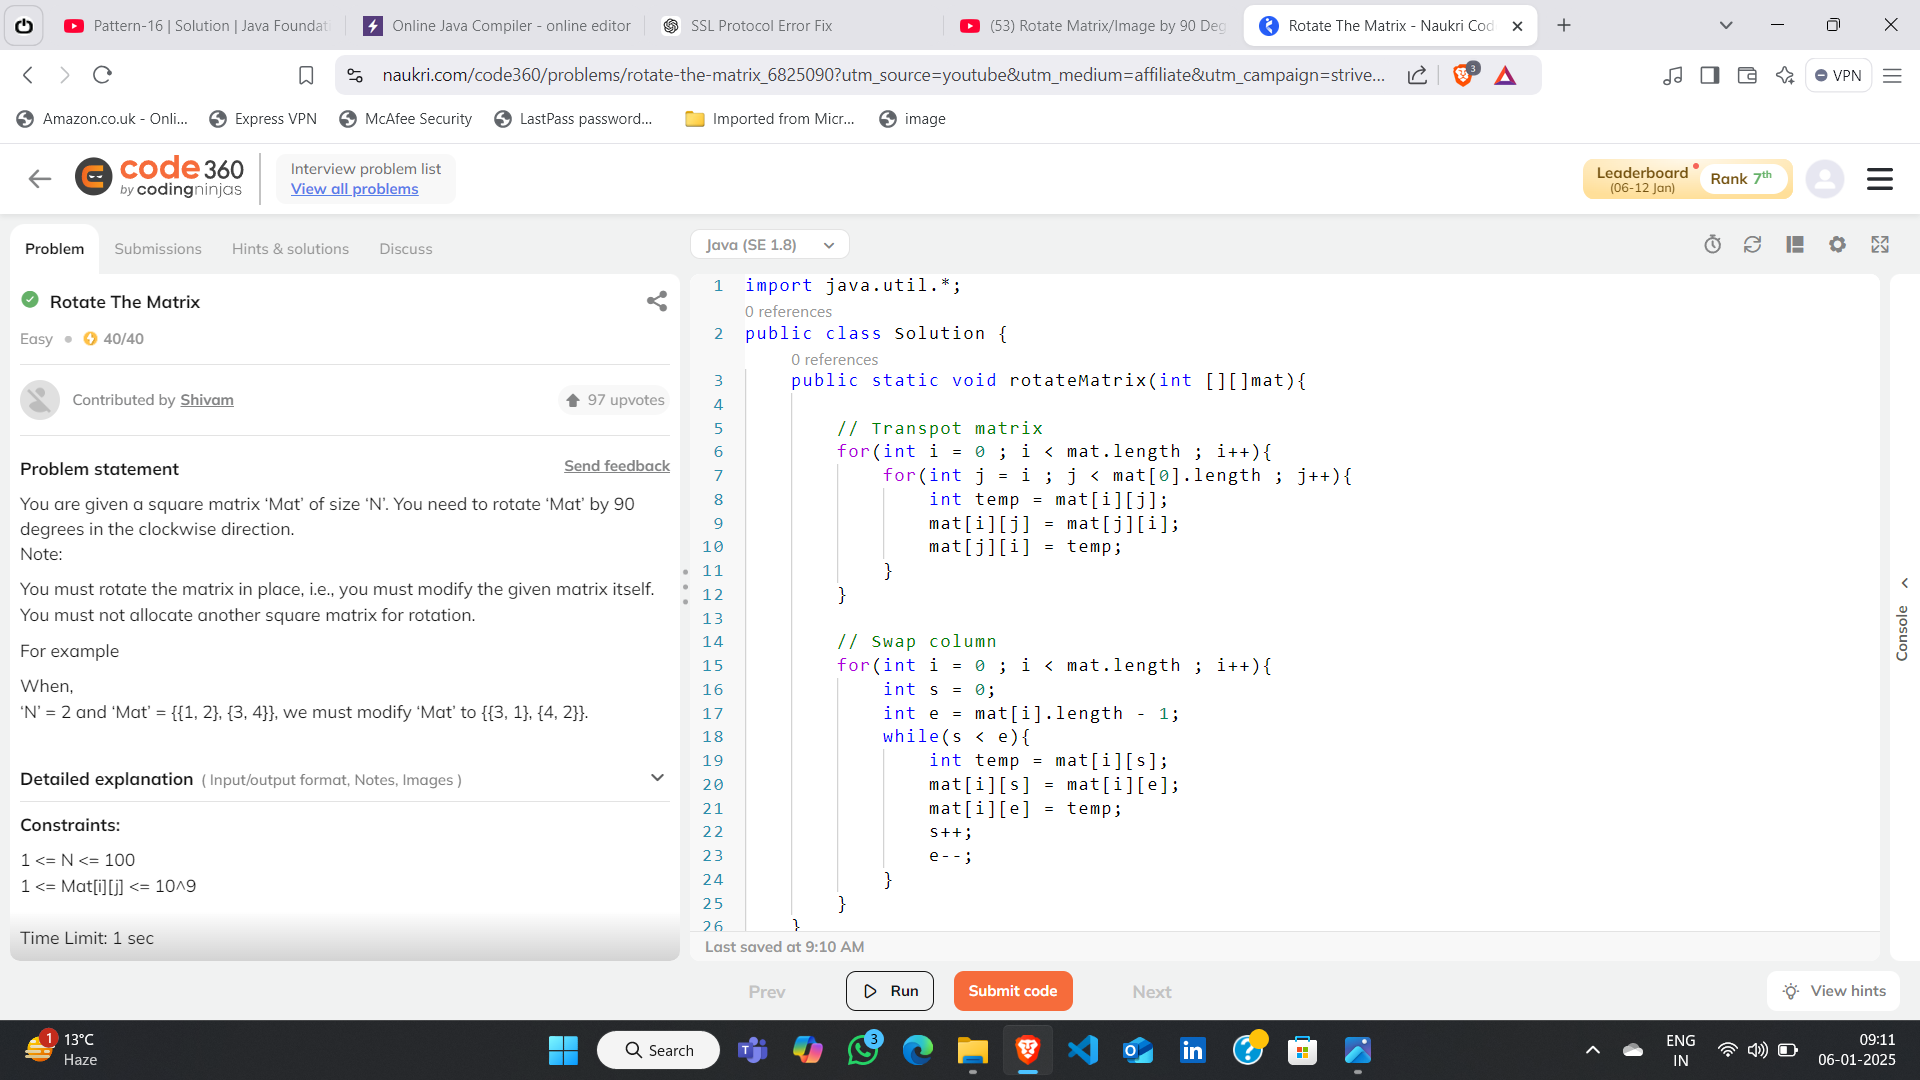 Pattern-16 | Solution | Java Foundati
Online Java Compiler - online editor
SSL Protocol Error Fix
(53) Rotate Matrix/Image by 90 Deg
Rotate The Matrix - Naukri Cod
naukri.com/code360/problems/rotate-the-matrix_6825090?utm_source=youtube&utm_medium=affiliate&utm_campaign=strive...
3
VPN
Amazon.co.uk - Onli...
Express VPN
McAfee Security
LastPass password...
Imported from Micr...
image
code 360
by codingninjas
Interview problem list
View all problems
Leaderboard
(06-12 Jan)
Rank 7th
Problem
Submissions
Hints & solutions
Discuss
Java (SE 1.8)
Rotate The Matrix
Easy
40/40
Contributed by Shivam
97 upvotes
Problem statement
Send feedback
You are given a square matrix ‘Mat’ of size ‘N’. You need to rotate ‘Mat’ by 90
degrees in the clockwise direction.
Note:
You must rotate the matrix in place, i.e., you must modify the given matrix itself.
You must not allocate another square matrix for rotation.
For example
When,
‘N’ = 2 and ‘Mat’ = {{1, 2}, {3, 4}}, we must modify ‘Mat’ to {{3, 1}, {4, 2}}.
Detailed explanation ( Input/output format, Notes, Images )
Constraints:
1 <= N <= 100
1 <= Mat[i][j] <= 10^9
Time Limit: 1 sec
1 import java.util.*;
0 references
2 public class Solution {
0 references
3 public static void rotateMatrix(int [][]mat){
4
5 // Transpot matrix
6 for(int i = 0 ; i < mat.length ; i++){
7 for(int j = i ; j < mat[0].length ; j++){
8 int temp = mat[i][j];
9 mat[i][j] = mat[j][i];
10 mat[j][i] = temp;
11 }
12 }
13
14 // Swap column
15 for(int i = 0 ; i < mat.length ; i++){
16 int s = 0;
17 int e = mat[i].length - 1;
18 while(s < e){
19 int temp = mat[i][s];
20 mat[i][s] = mat[i][e];
21 mat[i][e] = temp;
22 s++;
23 e--;
24 }
25 }
26 }
Last saved at 9:10 AM
Console
Prev
Run
Submit code
Next
View hints
1
13°C
Haze
Search
3
ENG
IN
09:11
06-01-2025